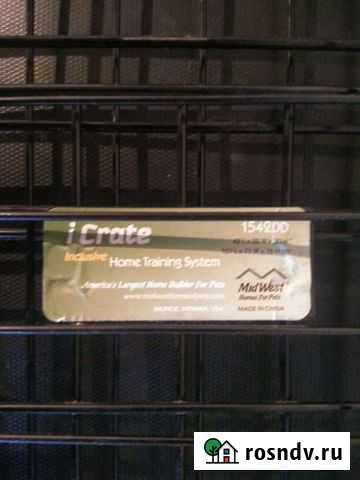 i Crate
1542DD
Inclusive Home Training System
MidWest
Homes For Pets
America's Largest Home Builder For Pets
MADE IN CHINA
rosndv.ru